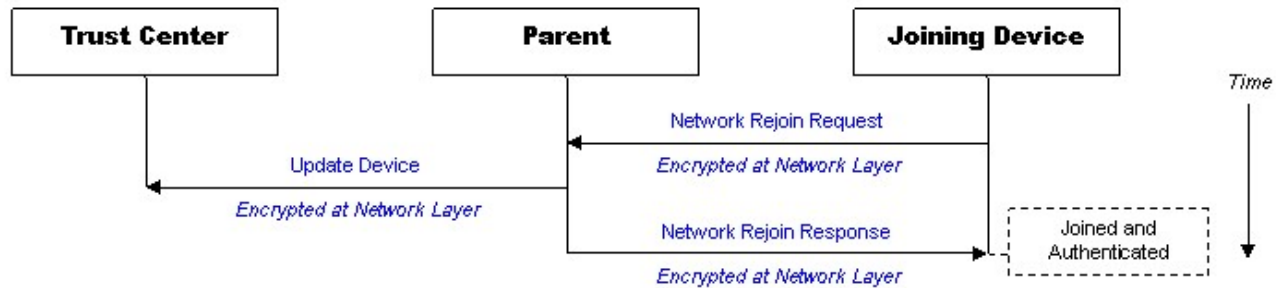 Trust Center
Parent
Joining Device
Time
Network Rejoin Request
Encrypted at Network Layer
Update Device
Encrypted at Network Layer
Network Rejoin Response
Encrypted at Network Layer
Joined and
Authenticated